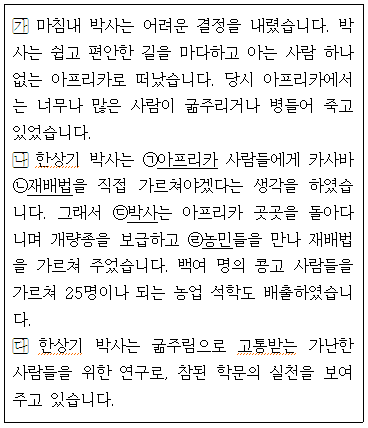 가 마침내 박사는 어려운 결정을 내렸습니다. 박
사는 쉽고 편안한 길을 마다하고 아는 사람 하나
없는 아프리카로 떠났습니다. 당시 아프리카에서
는 너무나 많은 사람이 굶주리거나 병들어 죽고
있었습니다.
나 한상기 박사는 ㉠아프리카 사람들에게 카사바
㉡재배법을 직접 가르쳐야겠다는 생각을 하였습
니다. 그래서 ㉢박사는 아프리카 곳곳을 돌아다
니며 개량종을 보급하고 ㉣농민들을 만나 재배법
을 가르쳐 주었습니다. 백여 명의 콩고 사람들을
가르쳐 25명이나 되는 농업 석학도 배출하였습니
다.
다 한상기 박사는 굶주림으로 고통받는 가난한
사람들을 위한 연구로, 참된 학문의 실천을 보여
주고 있습니다.